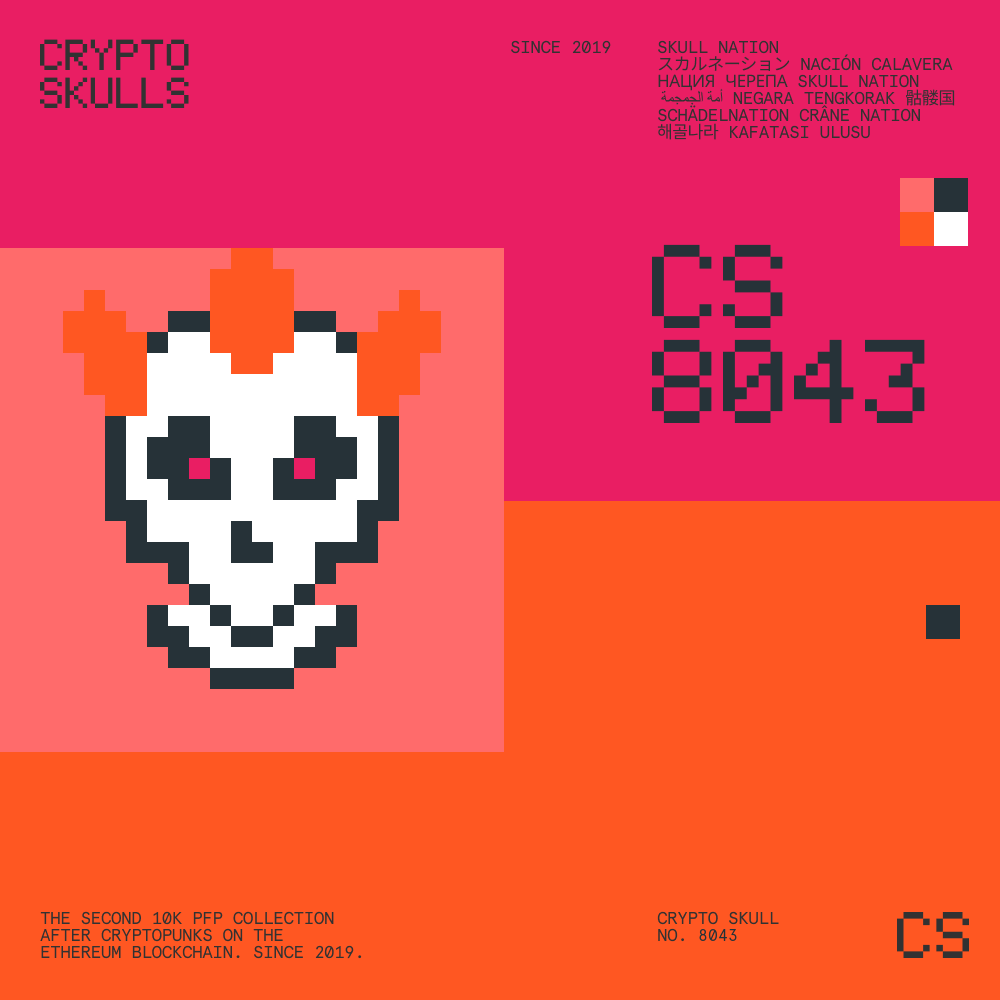 CRYPTO
SKULLS
SINCE 2019
SKULL NATION
スカルネーション NACIÓN CALAVERA
НАЦИЯ ЧЕРЕПА SKULL NATION
أمة الجمجمة NEGARA TENGKORAK 骷髅国
SCHÄDELNATION CRÂNE NATION
해골나라 KAFATASI ULUSU
CS
8043
THE SECOND 10K PFP COLLECTION
AFTER CRYPTOPUNKS ON THE
ETHEREUM BLOCKCHAIN. SINCE 2019.
CRYPTO SKULL
NO. 8043
CS